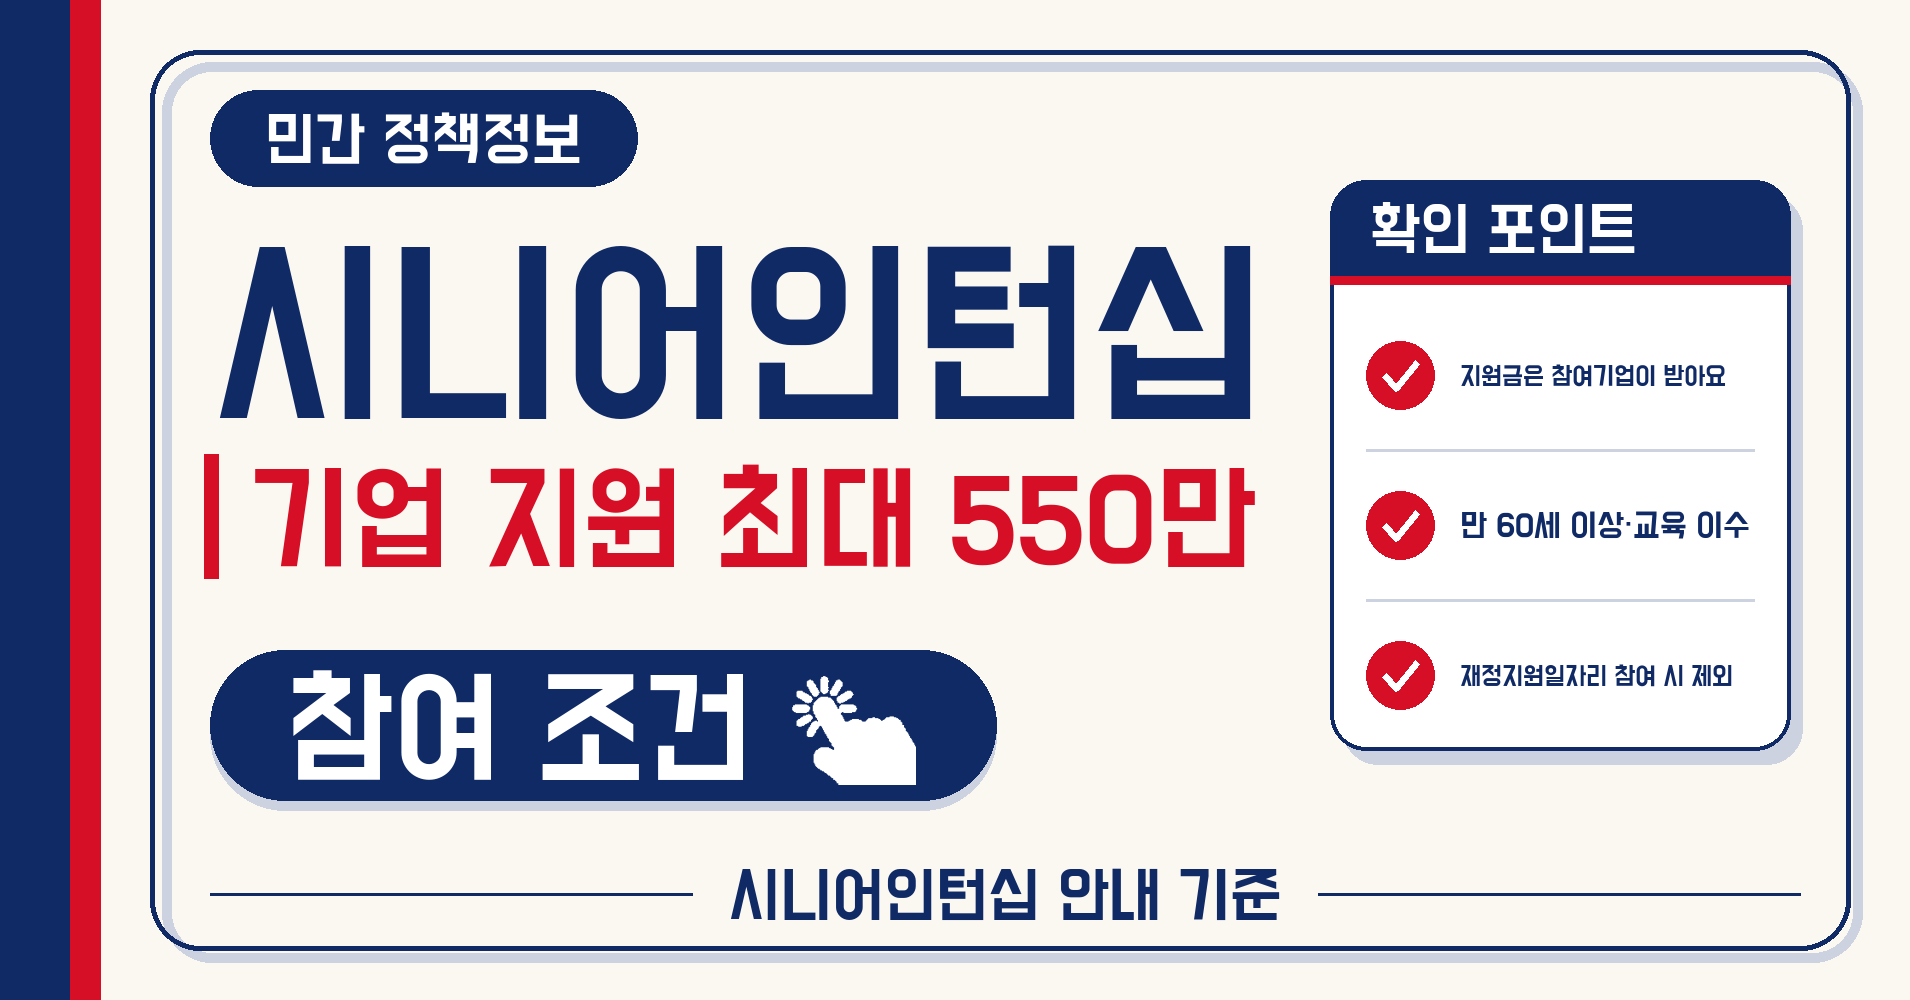 민간 정책정보
시니어인턴십
기업 지원 최대 550만
참여 조건
확인 포인트
지원금은 참여기업이 받아요
만 60세 이상·교육 이수
재정지원일자리 참여 시 제외
시니어인턴십 안내 기준